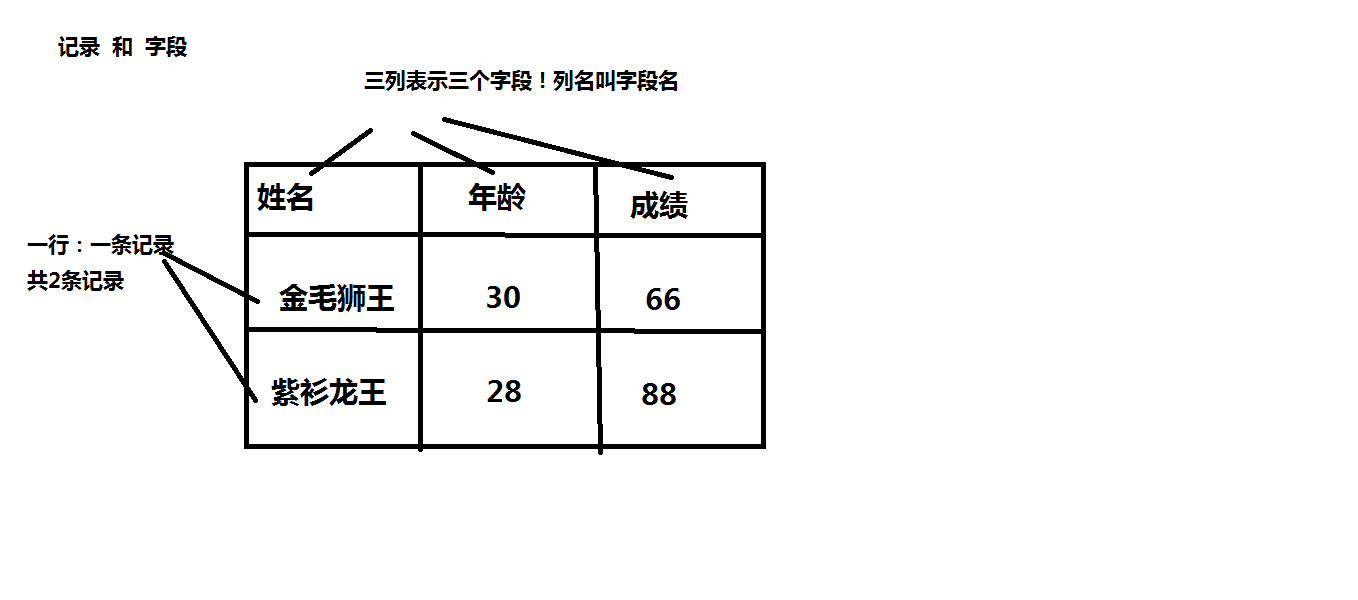 记录 和 字段
三列表示三个字段！列名叫字段名
姓名 年龄 成绩
一行：一条记录
共2条记录
金毛狮王 30 66
紫衫龙王 28 88